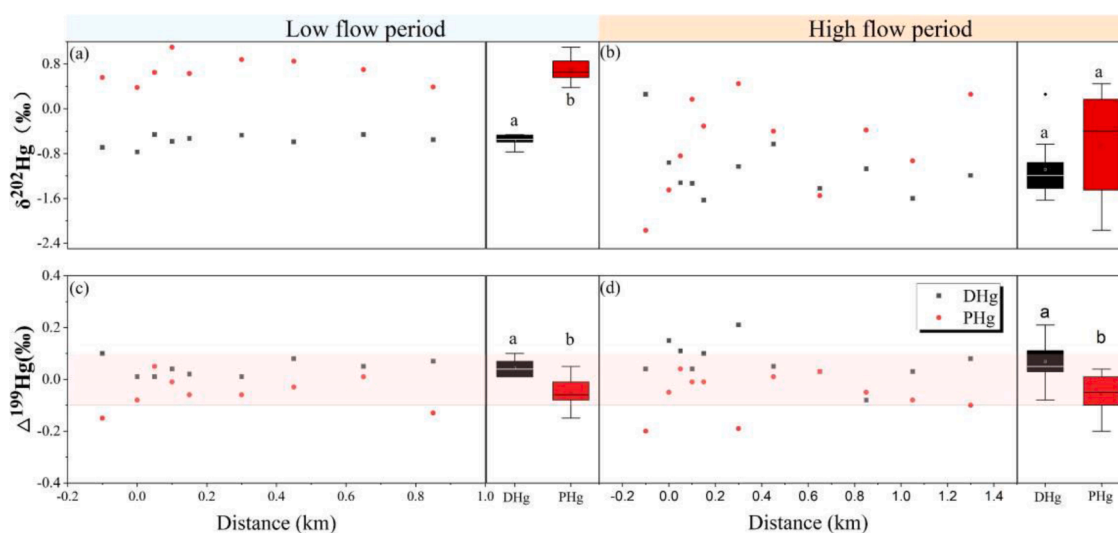 Low flow period
High flow period
(a)
(b)
a
b
a
a
0.8
0.0
-0.8
-1.6
-2.4
δ²⁰²Hg (‰)
(c)
(d)
a
b
a
b
DHg
PHg
0.4
0.2
0.0
-0.2
-0.4
△¹⁹⁹Hg(‰)
-0.2 0.0 0.2 0.4 0.6 0.8 1.0
DHg PHg
-0.2 0.0 0.2 0.4 0.6 0.8 1.0 1.2 1.4
DHg PHg
Distance (km)
Distance (km)